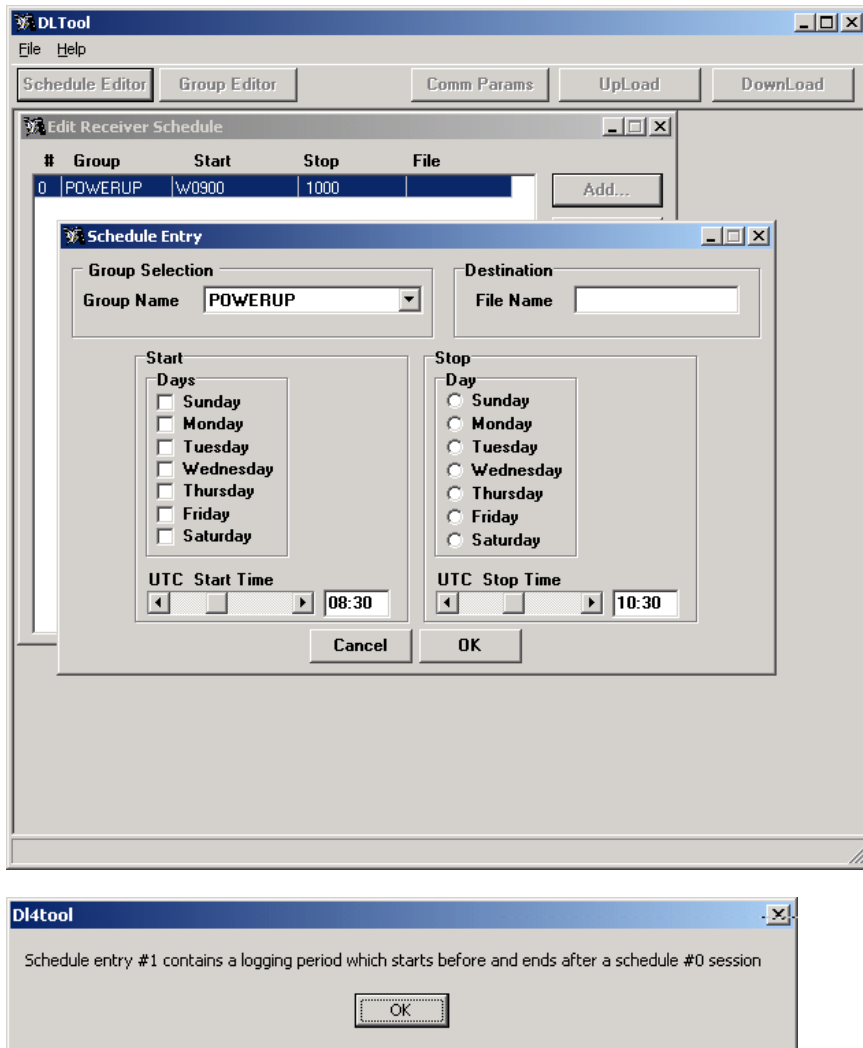 DLTool
File Help
Schedule Editor Group Editor Comm Params UpLoad DownLoad
Edit Receiver Schedule
# Group Start Stop File
0 POWERUP W0900 1000
Add...
Schedule Entry
Group Selection
Group Name POWERUP
Destination
File Name
Start
Days
Sunday
Monday
Tuesday
Wednesday
Thursday
Friday
Saturday
UTC Start Time
08:30
Stop
Day
Sunday
Monday
Tuesday
Wednesday
Thursday
Friday
Saturday
UTC Stop Time
10:30
Cancel OK
Dl4tool
Schedule entry #1 contains a logging period which starts before and ends after a schedule #0 session
OK